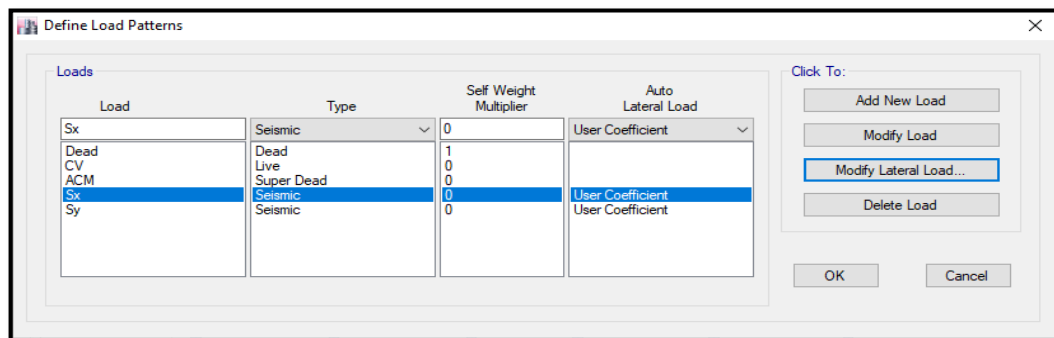 Define Load Patterns
Loads
Click To:
Load Type Self Weight Multiplier Auto Lateral Load
Sx Seismic 0 User Coefficient
Dead Dead 1
CV Live 0
ACM Super Dead 0
Sx Seismic 0 User Coefficient
Sy Seismic 0 User Coefficient
Add New Load
Modify Load
Modify Lateral Load...
Delete Load
OK Cancel